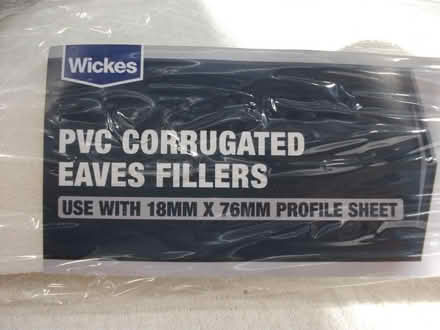 Wickes
PVC CORRUGATED
EAVES FILLERS
USE WITH 18MM X 76MM PROFILE SHEET